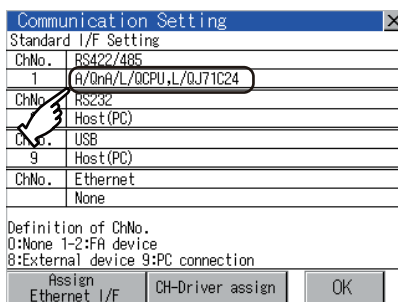 Communication Setting
Standard I/F Setting
ChNo. RS422/485
1 A/QnA/L/QCPU,L/QJ71C24
ChNo. RS232
Host(PC)
ChNo. USB
9 Host(PC)
ChNo. Ethernet
None
Definition of ChNo.
0:None 1-2:FA device
8:External device 9:PC connection
Assign
Ethernet I/F
CH-Driver assign
OK